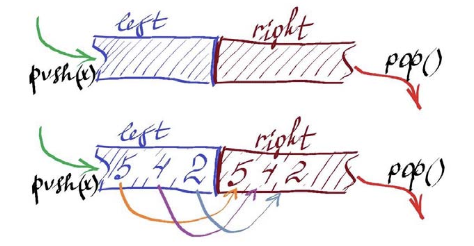 left right
push(x) pop()
left right
push(x) 5 4 2 5 4 2 pop()